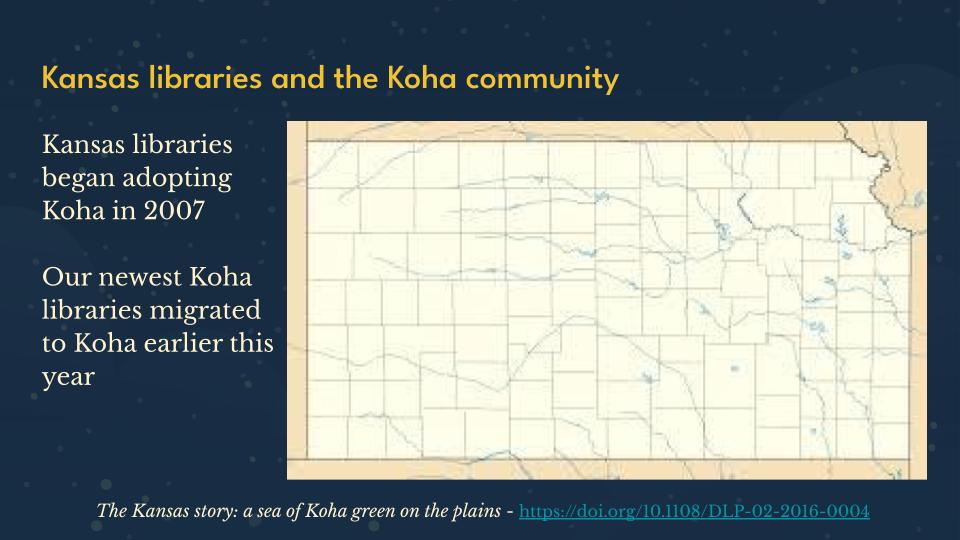 Kansas libraries and the Koha community
Kansas libraries
began adopting
Koha in 2007
Our newest Koha
libraries migrated
to Koha earlier this
year
The Kansas story: a sea of Koha green on the plains - https://doi.org/10.1108/DLP-02-2016-0004